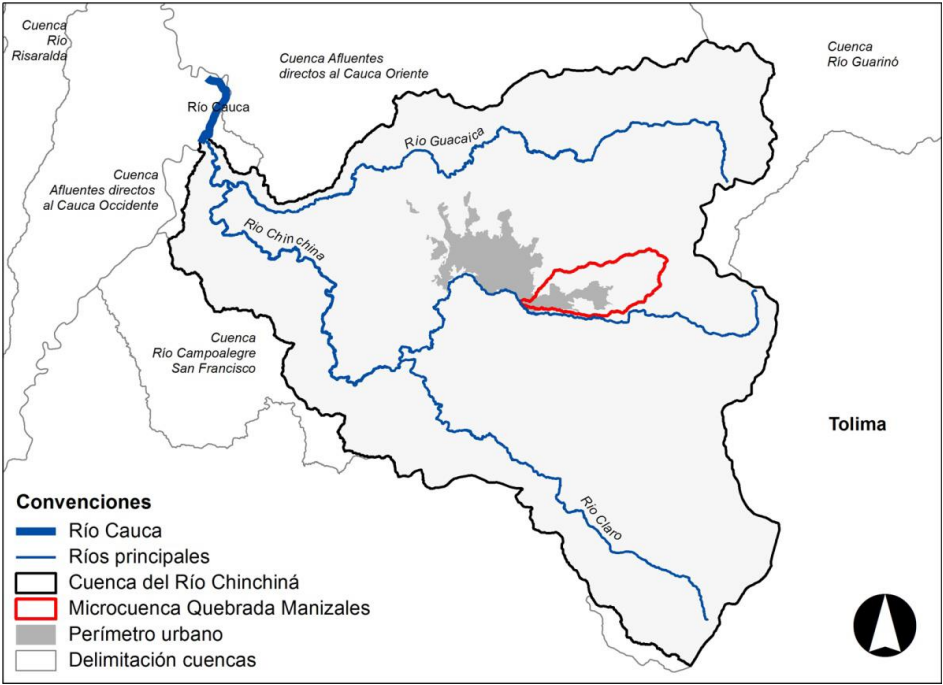 Cuenca
Río
Risaralda
Cuenca Afluentes
directos al Cauca Oriente
Cuenca
Río Guarinó
Río Cauca
Río Guacaica
Cuenca
Afluentes directos
al Cauca Occidente
Río Chinchina
Cuenca
Río Campoalegre
San Francisco
Tolima
Río Claro
Convenciones
Río Cauca
Ríos principales
Cuenca del Río Chinchiná
Microcuenca Quebrada Manizales
Perímetro urbano
Delimitación cuencas